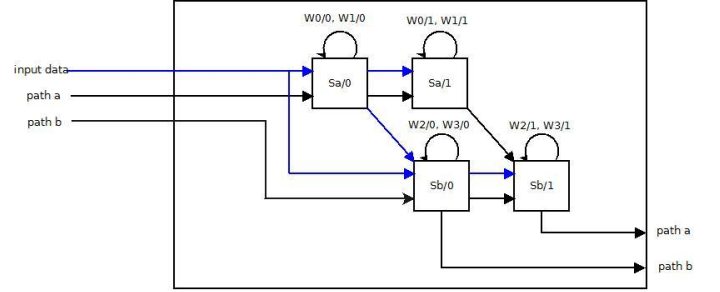 W0/0, W1/0
W0/1, W1/1
input data
Sa/0
Sa/1
path a
path b
W2/0, W3/0
W2/1, W3/1
Sb/0
Sb/1
path a
path b